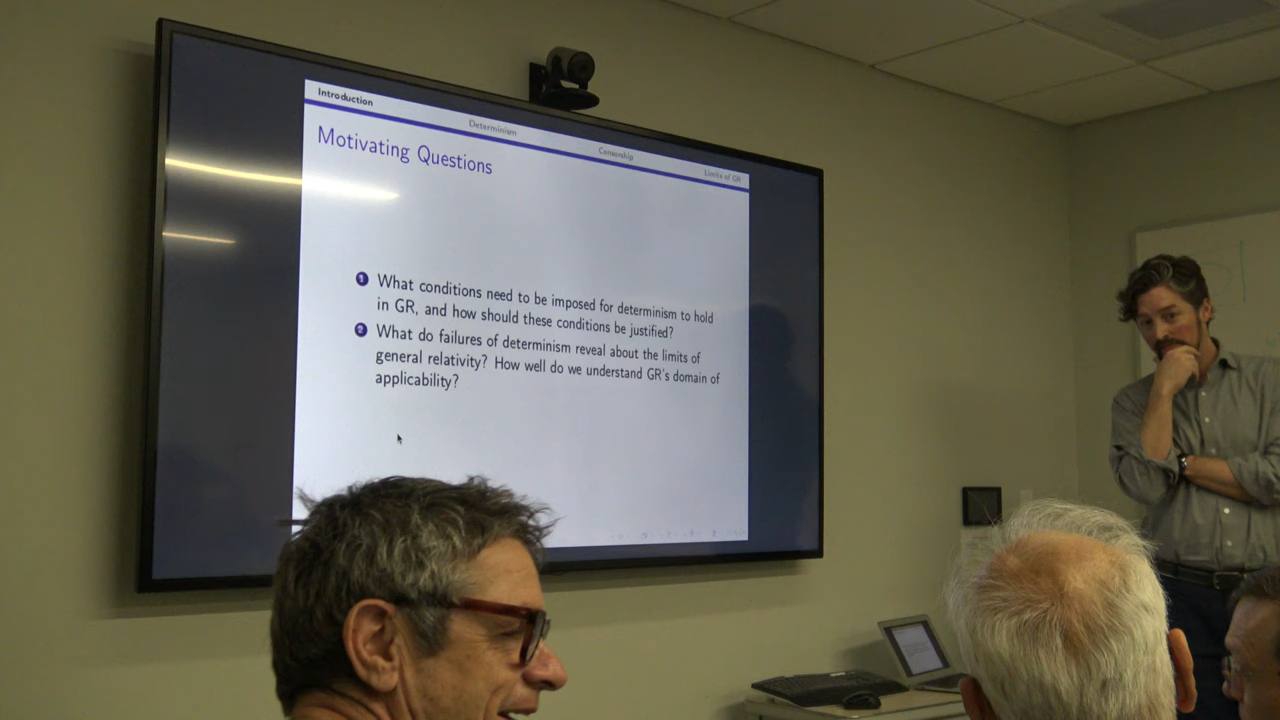 Introduction
Determinism
Censorship
Limits of GR
Motivating Questions
1 What conditions need to be imposed for determinism to hold
in GR, and how should these conditions be justified?
2 What do failures of determinism reveal about the limits of
general relativity? How well do we understand GR's domain of
applicability?